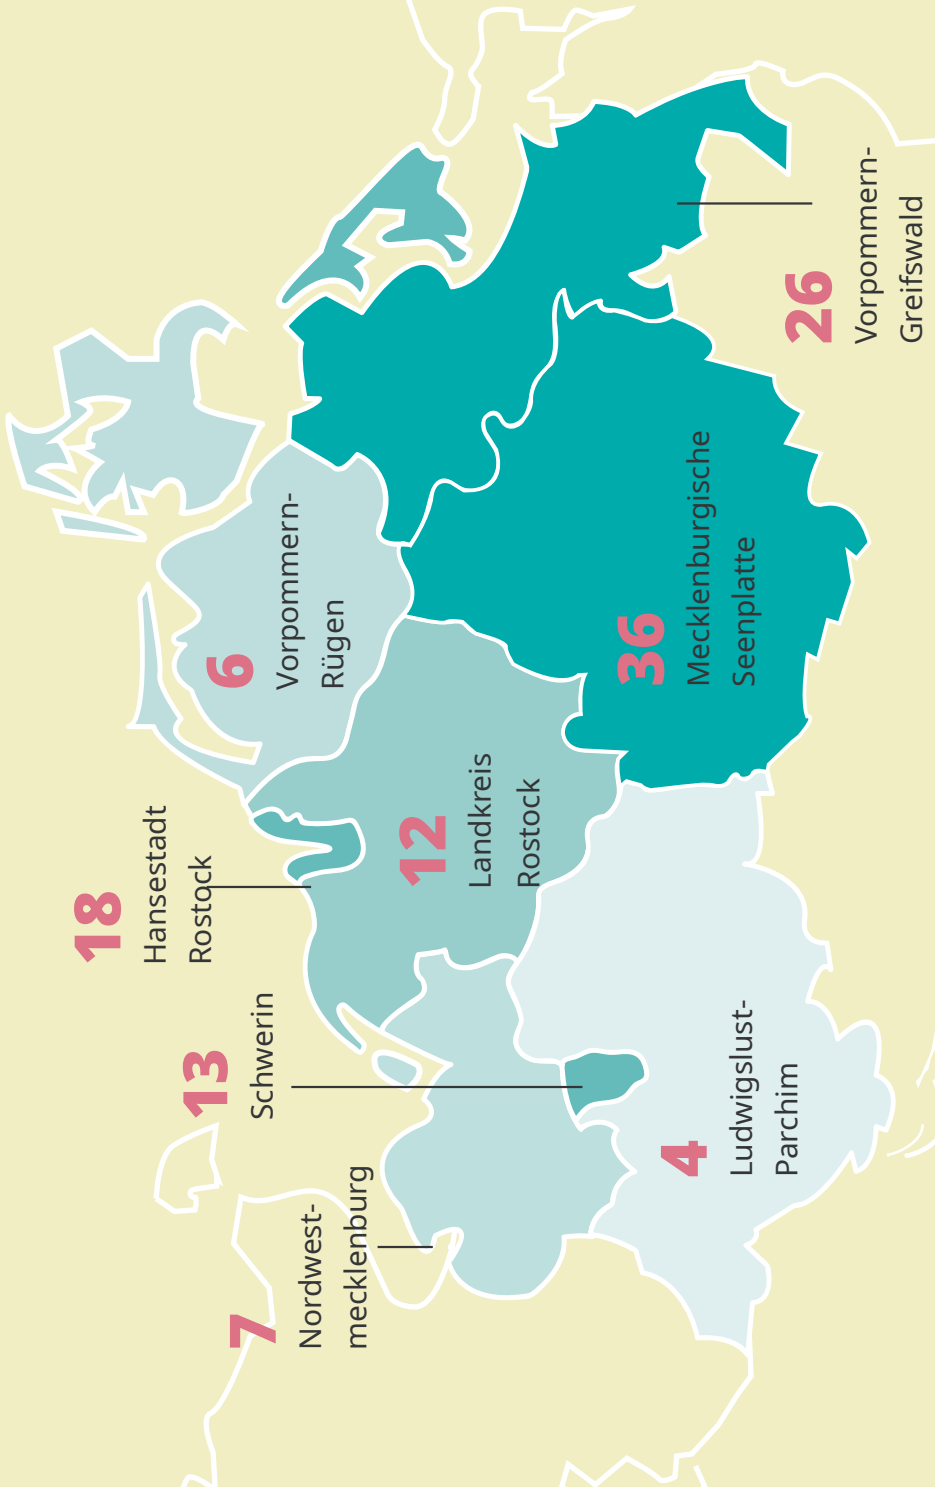 7
Nordwest-
mecklenburg
13
Schwerin
18
Hansestadt
Rostock
6
Vorpommern-
Rügen
12
Landkreis
Rostock
4
Ludwigslust-
Parchim
36
Mecklenburgische
Seenplatte
26
Vorpommern-
Greifswald